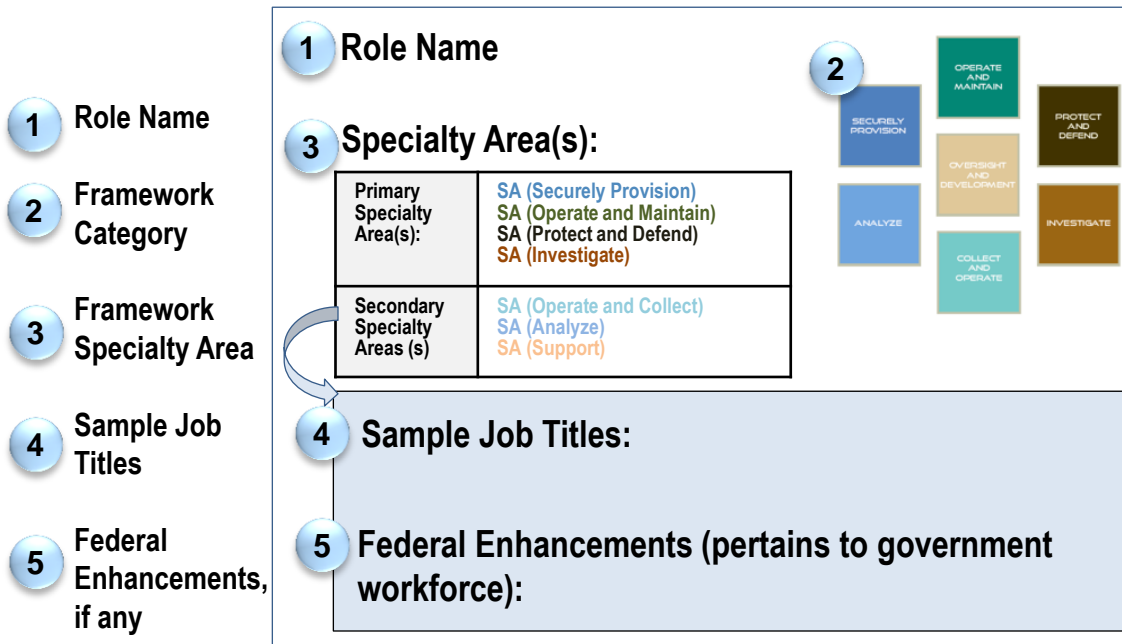 1 Role Name
2 Framework
Category
3 Framework
Specialty Area
4 Sample Job
Titles
5 Federal
Enhancements,
if any
1 Role Name
2
OPERATE
AND
MAINTAIN
SECURELY
PROVISION
PROTECT
AND
DEFEND
OVERSIGHT
AND
DEVELOPMENT
ANALYZE
INVESTIGATE
COLLECT
AND
OPERATE
3 Specialty Area(s):
Primary
Specialty
Area(s):
SA (Securely Provision)
SA (Operate and Maintain)
SA (Protect and Defend)
SA (Investigate)
Secondary
Specialty
Areas (s)
SA (Operate and Collect)
SA (Analyze)
SA (Support)
4 Sample Job Titles:
5 Federal Enhancements (pertains to government
workforce):